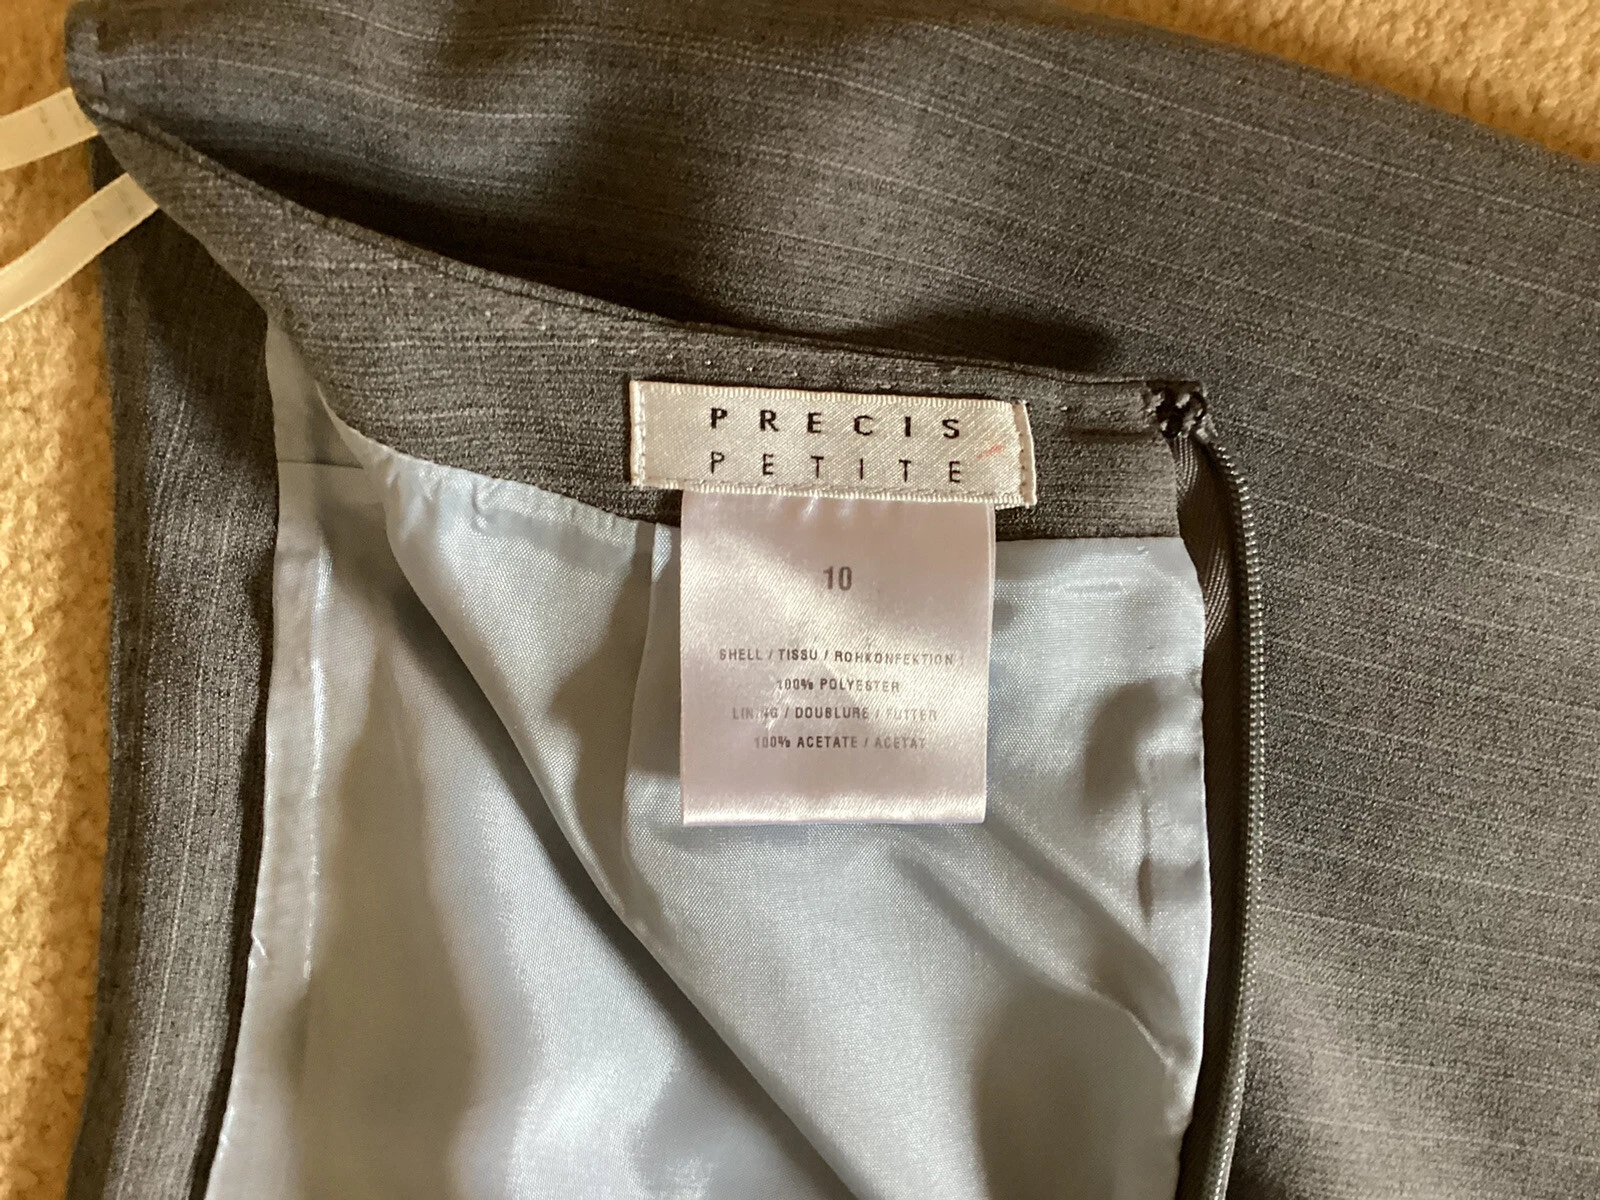 PRECIS
PETITE
10
SHELL / TISSU / ROHKONFEKTION
100% POLYESTER
LINING / DOUBLURE / FUTTER
100% ACETATE / ACETAT